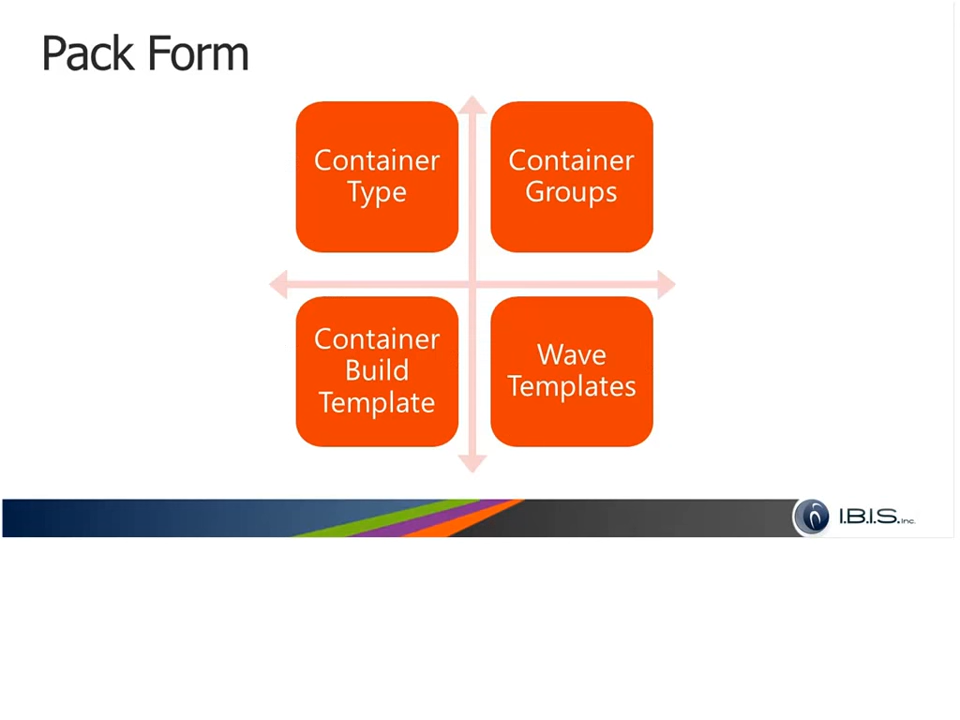 Pack Form
Container
Type
Container
Groups
Container
Build
Template
Wave
Templates
I.B.I.S. Inc.